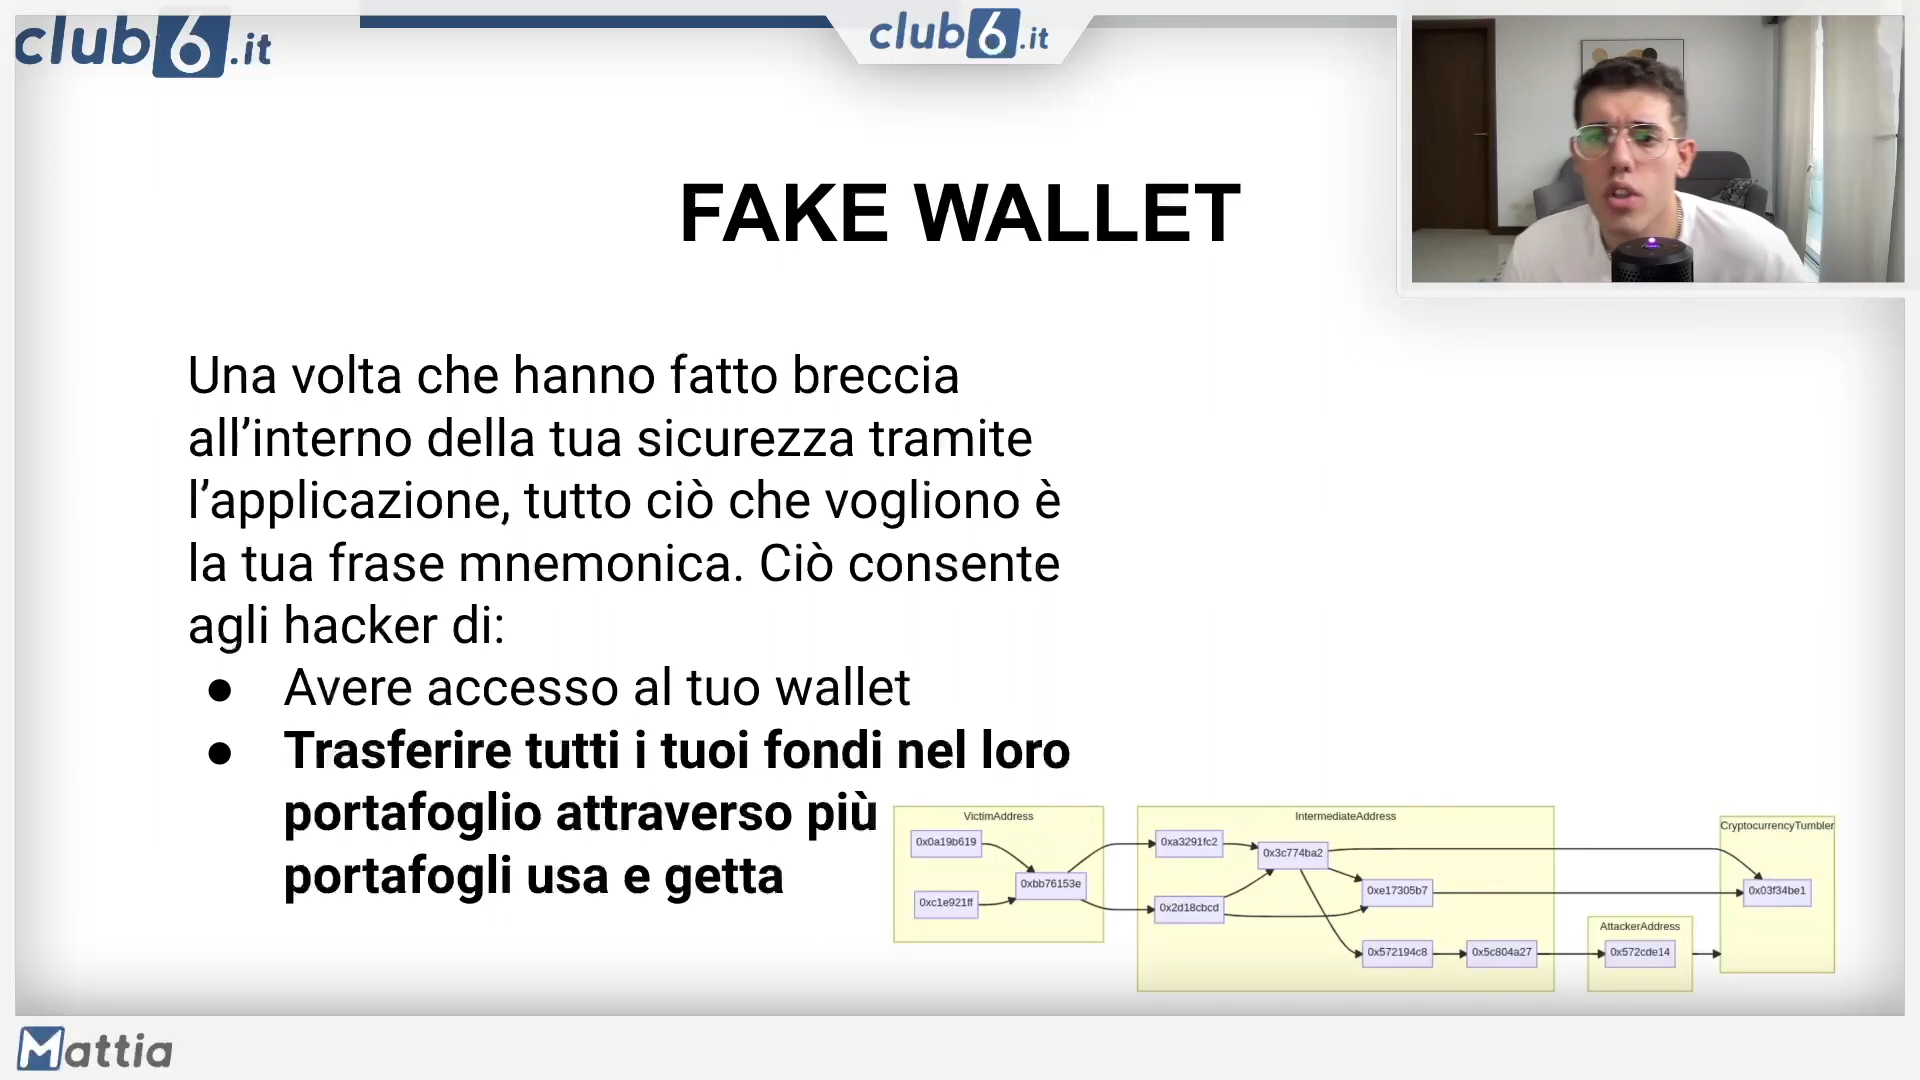 club6.it
club6.it
FAKE WALLET
Una volta che hanno fatto breccia
all’interno della tua sicurezza tramite
l’applicazione, tutto ciò che vogliono è
la tua frase mnemonica. Ciò consente
agli hacker di:
● Avere accesso al tuo wallet
● Trasferire tutti i tuoi fondi nel loro
portafoglio attraverso più
portafogli usa e getta
VictimAddress
0x0a19b619
0xbb76153e
0xc1e921ff
IntermediateAddress
0xa3291fc2
0x3c774ba2
0xe17305b7
0x2d18cbcd
0x572194c8
0x5c804a27
AttackerAddress
0x572cde14
CryptocurrencyTumbler
0x03f34be1
Mattia